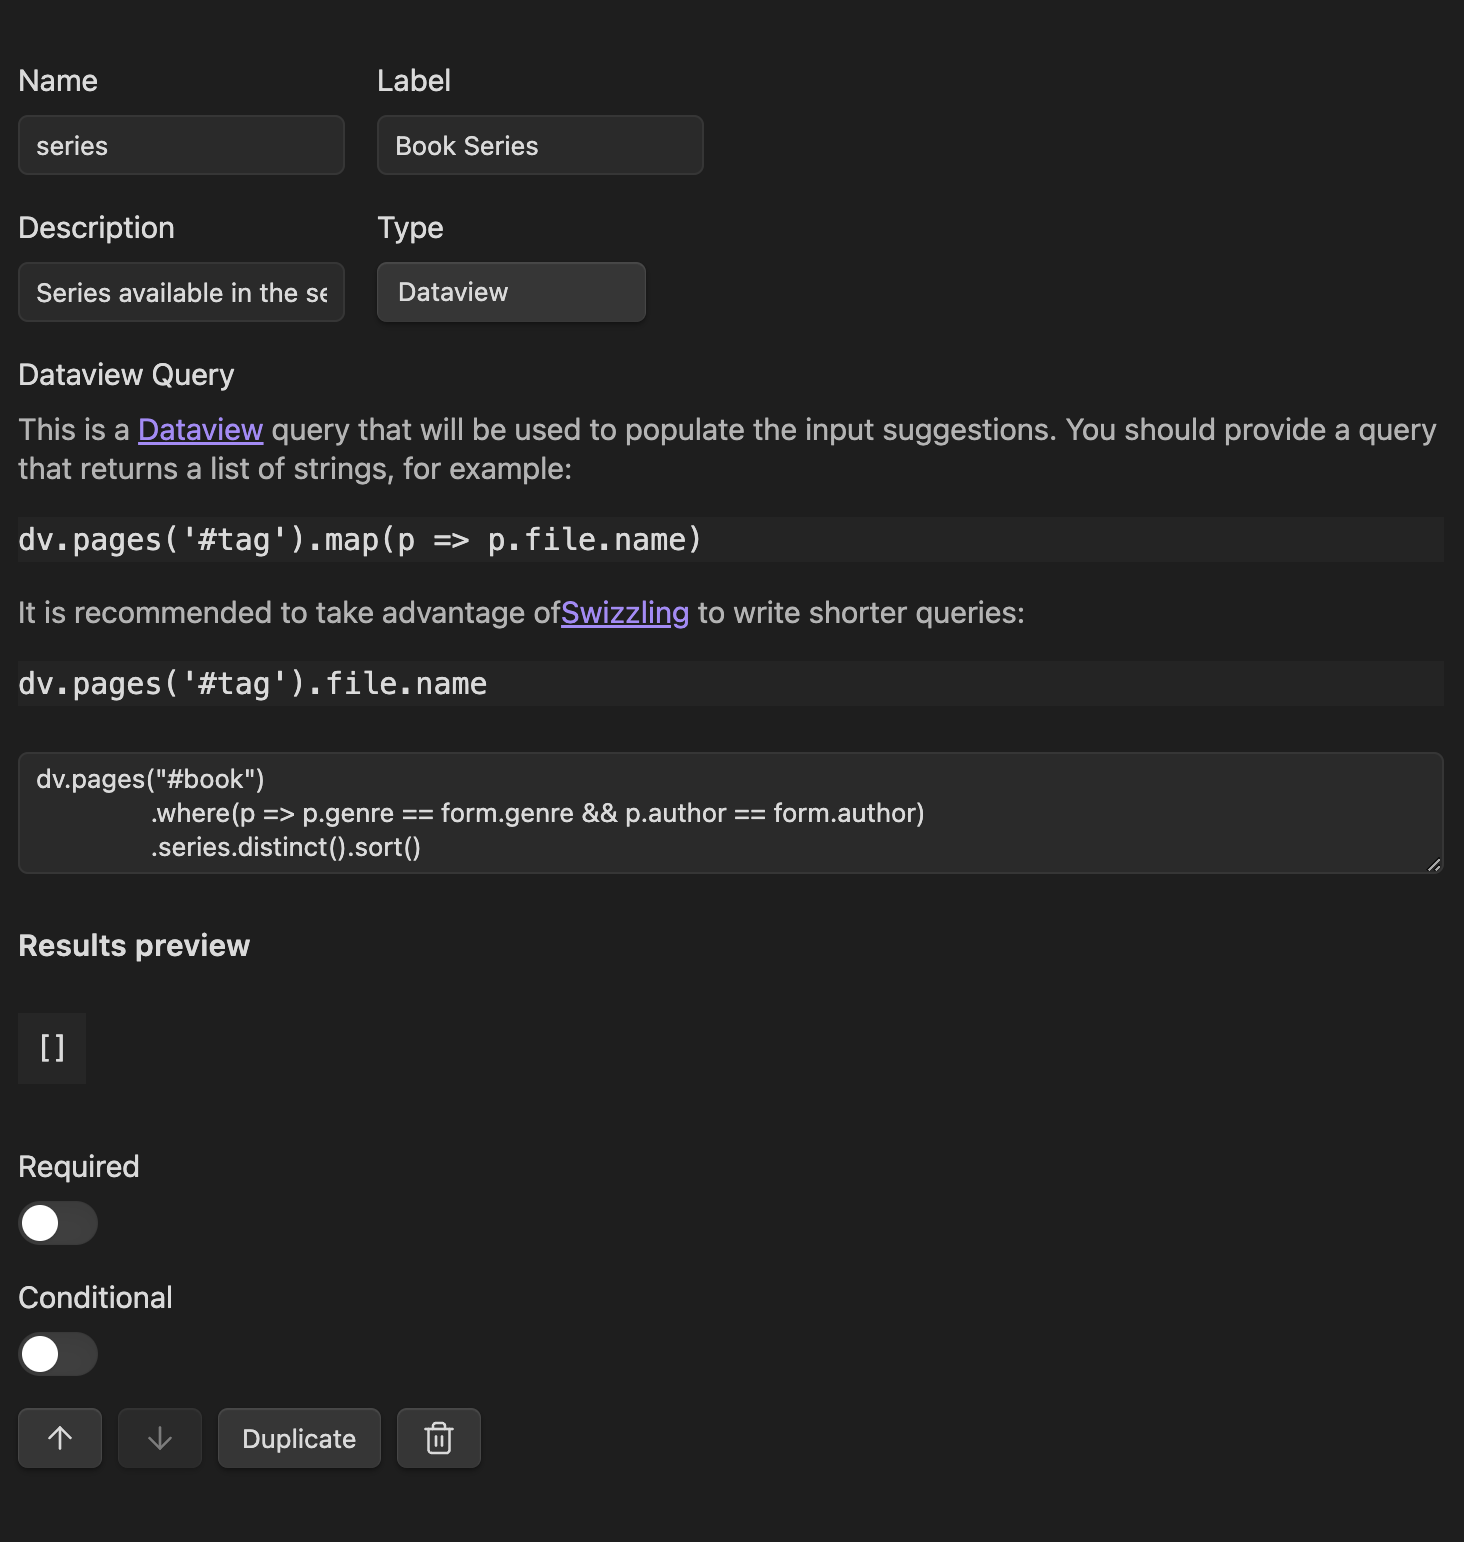 Name
Label
series
Book Series
Description
Type
Series available in the se
Dataview
Dataview Query
This is a Dataview query that will be used to populate the input suggestions. You should provide a query
that returns a list of strings, for example:
dv.pages('#tag').map(p => p.file.name)
It is recommended to take advantage ofSwizzling to write shorter queries:
dv.pages('#tag').file.name
dv.pages("#book")
.where(p => p.genre == form.genre && p.author == form.author)
.series.distinct().sort()
Results preview
[]
Required
Conditional
Duplicate